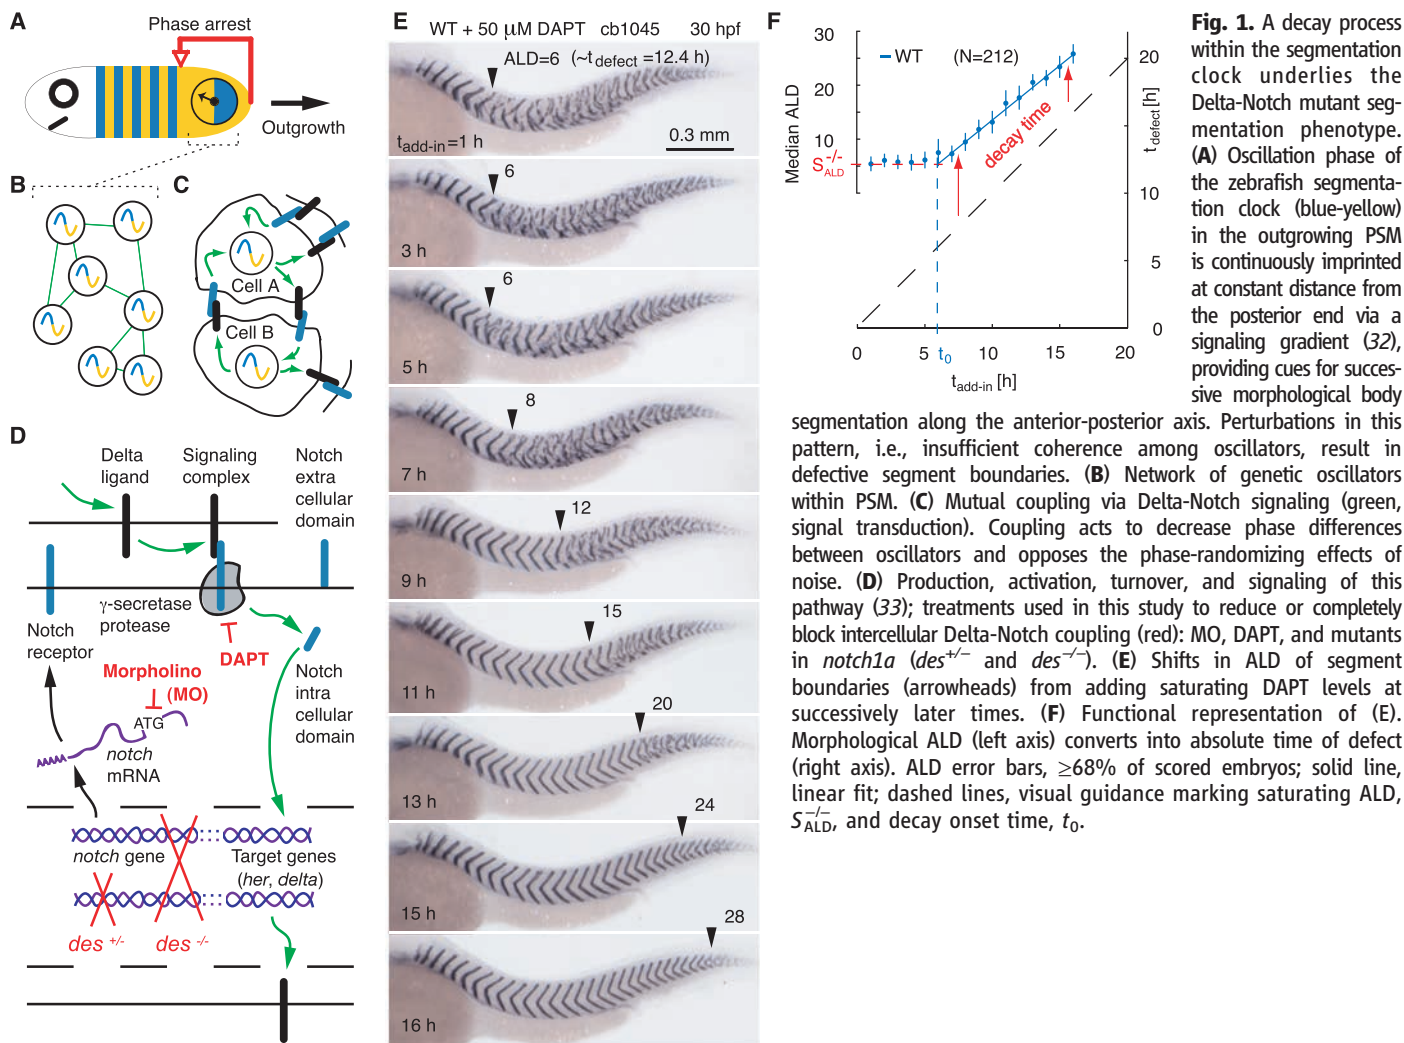 A
Phase arrest
Outgrowth
B
C
Cell A
Cell B
D
Delta
ligand
Signaling
complex
Notch
extra
cellular
domain
γ-secretase
protease
Notch
receptor
DAPT
Morpholino
(MO)
ATG
notch
mRNA
Notch
intra
cellular
domain
notch gene
Target genes
(her, delta)
des +/-
des -/-
E
WT + 50 µM DAPT cb1045 30 hpf
ALD=6 (~t defect =12.4 h)
t add-in =1 h
0.3 mm
6
3 h
6
5 h
8
7 h
12
9 h
15
11 h
20
13 h
24
15 h
28
16 h
F
30
20
10
5
Median ALD
S ALD -/-
WT (N=212)
decay time
20
15
10
5
0
t defect [h]
0 5 t0 10 15 20
t add-in [h]
Fig. 1. A decay process
within the segmentation
clock underlies the
Delta-Notch mutant seg-
mentation phenotype.
(A) Oscillation phase of
the zebrafish segmenta-
tion clock (blue-yellow)
in the outgrowing PSM
is continuously imprinted
at constant distance from
the posterior end via a
signaling gradient (32),
providing cues for succes-
sive morphological body
segmentation along the anterior-posterior axis. Perturbations in this
pattern, i.e., insufficient coherence among oscillators, result in
defective segment boundaries. (B) Network of genetic oscillators
within PSM. (C) Mutual coupling via Delta-Notch signaling (green,
signal transduction). Coupling acts to decrease phase differences
between oscillators and opposes the phase-randomizing effects of
noise. (D) Production, activation, turnover, and signaling of this
pathway (33); treatments used in this study to reduce or completely
block intercellular Delta-Notch coupling (red): MO, DAPT, and mutants
in notch1a (des+/− and des−/−). (E) Shifts in ALD of segment
boundaries (arrowheads) from adding saturating DAPT levels at
successively later times. (F) Functional representation of (E).
Morphological ALD (left axis) converts into absolute time of defect
(right axis). ALD error bars, ≥68% of scored embryos; solid line,
linear fit; dashed lines, visual guidance marking saturating ALD,
S ALD −/−, and decay onset time, t0.